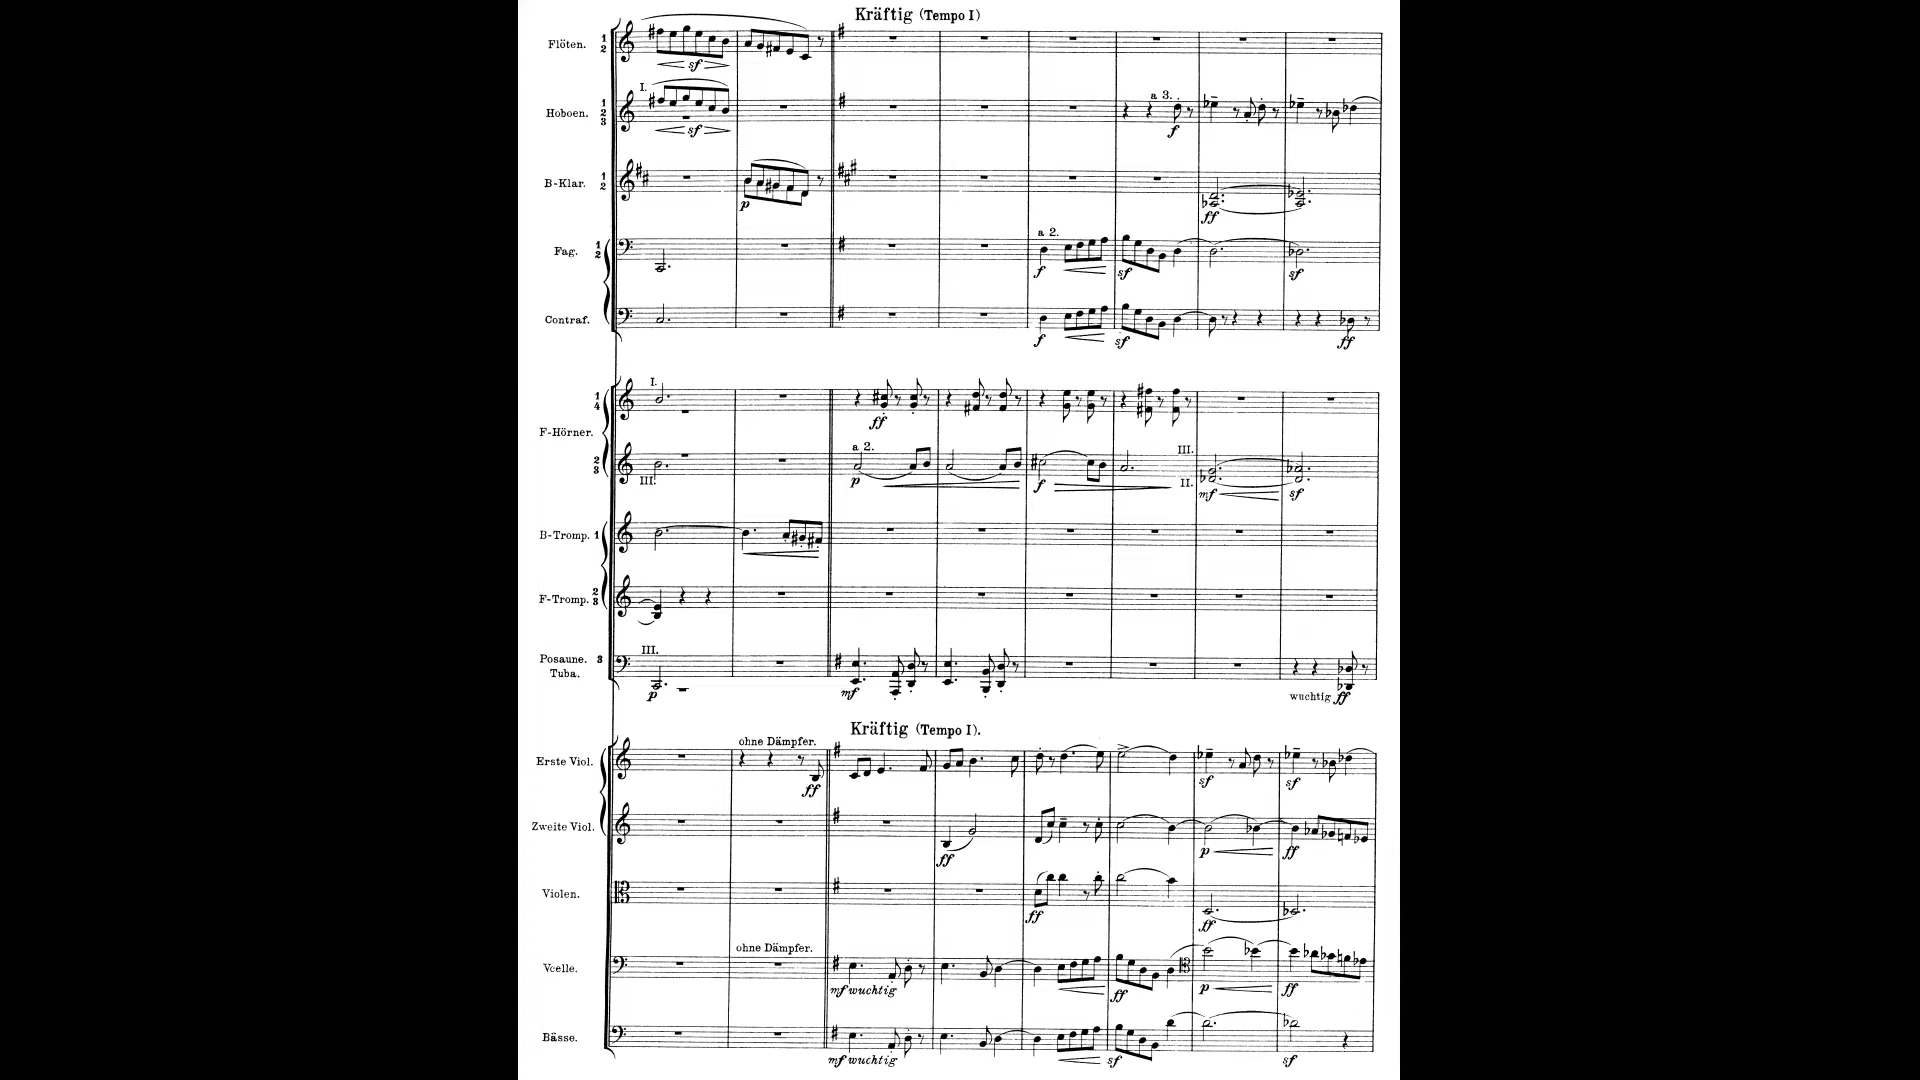 Kräftig (Tempo I)
Flöten. 1 2
sf
I.
Hoboen. 1 2 3
sf
a 3.
f
B-Klar. 1 2
p
ff
Fag. 1 2
a 2.
f
sf
sf
Contraf.
f
sf
ff
I.
1 4
ff
F-Hörner.
a 2.
2 3
III.
p
f
III.
II.
mf
sf
B-Tromp. 1
F-Tromp. 2 3
III.
Posaune. 3
Tuba.
p
mf
wuchtig ff
Kräftig (Tempo I).
ohne Dämpfer.
Erste Viol.
ff
sf
sf
Zweite Viol.
ff
p
ff
Violen.
ff
ff
ohne Dämpfer.
Vcelle.
mf wuchtig
ff
p
ff
Bässe.
mf wuchtig
sf
sf